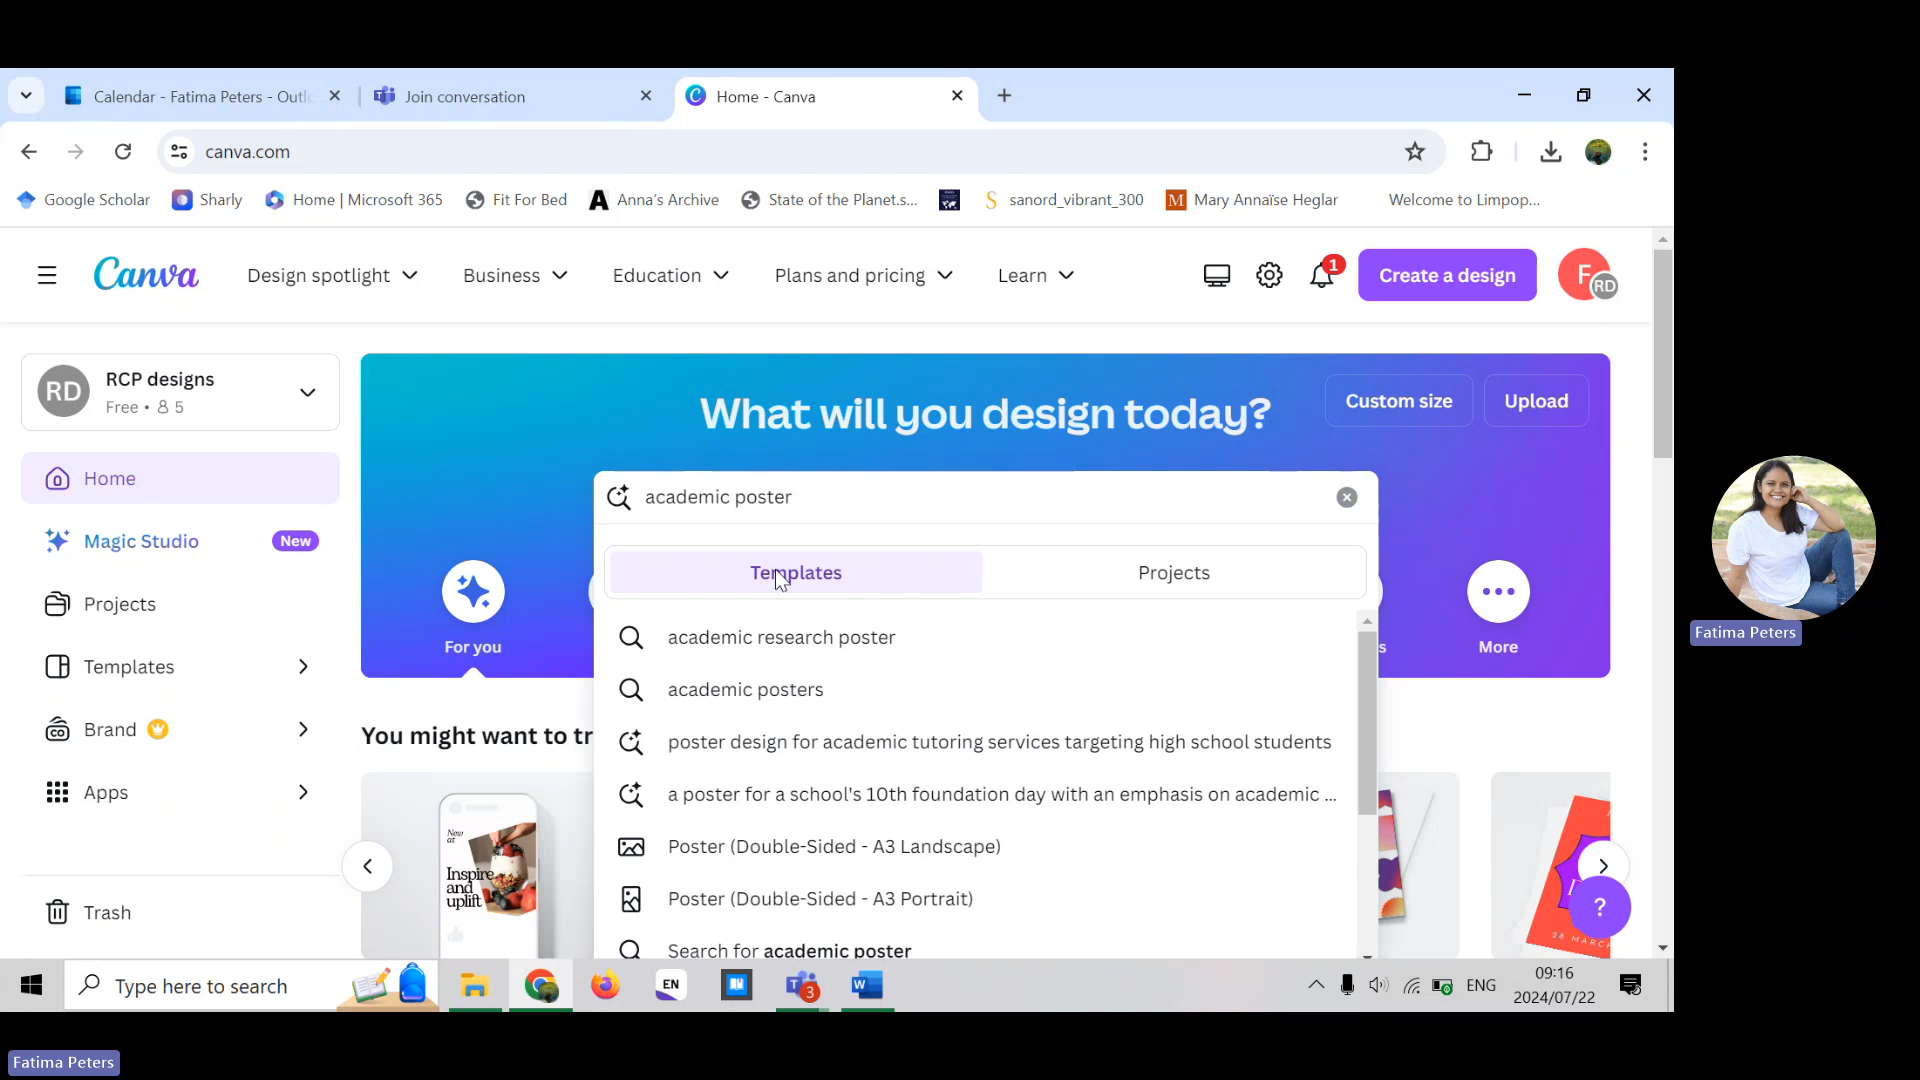 Calendar - Fatima Peters - Outl
Join conversation
Home - Canva
canva.com
Google Scholar
Sharly
Home | Microsoft 365
Fit For Bed
Anna's Archive
State of the Planet.s...
sanord_vibrant_300
Mary Annaïse Heglar
Welcome to Limpop...
Canva
Design spotlight
Business
Education
Plans and pricing
Learn
1
Create a design
F
RD
RD
RCP designs
Free • 5
Home
Magic Studio
New
Projects
Templates
Brand
Apps
Trash
What will you design today?
Custom size
Upload
academic poster
Templates
Projects
academic research poster
academic posters
poster design for academic tutoring services targeting high school students
a poster for a school's 10th foundation day with an emphasis on academic ...
Poster (Double-Sided - A3 Landscape)
Poster (Double-Sided - A3 Portrait)
Search for academic poster
For you
s
More
You might want to tr
New
at
Inspire
and
uplift
28 MARC
?
Type here to search
EN
3
W
ENG
09:16
2024/07/22
Fatima Peters
Fatima Peters